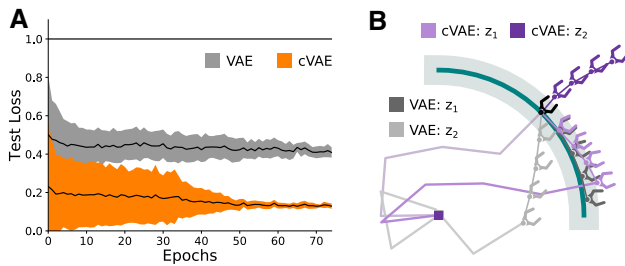 A
1.0
0.8
0.6
0.4
0.2
0.0
Test Loss
VAE
cVAE
0 10 20 30 40 50 60 70
Epochs
B
cVAE: z₁ cVAE: z₂
VAE: z₁
VAE: z₂